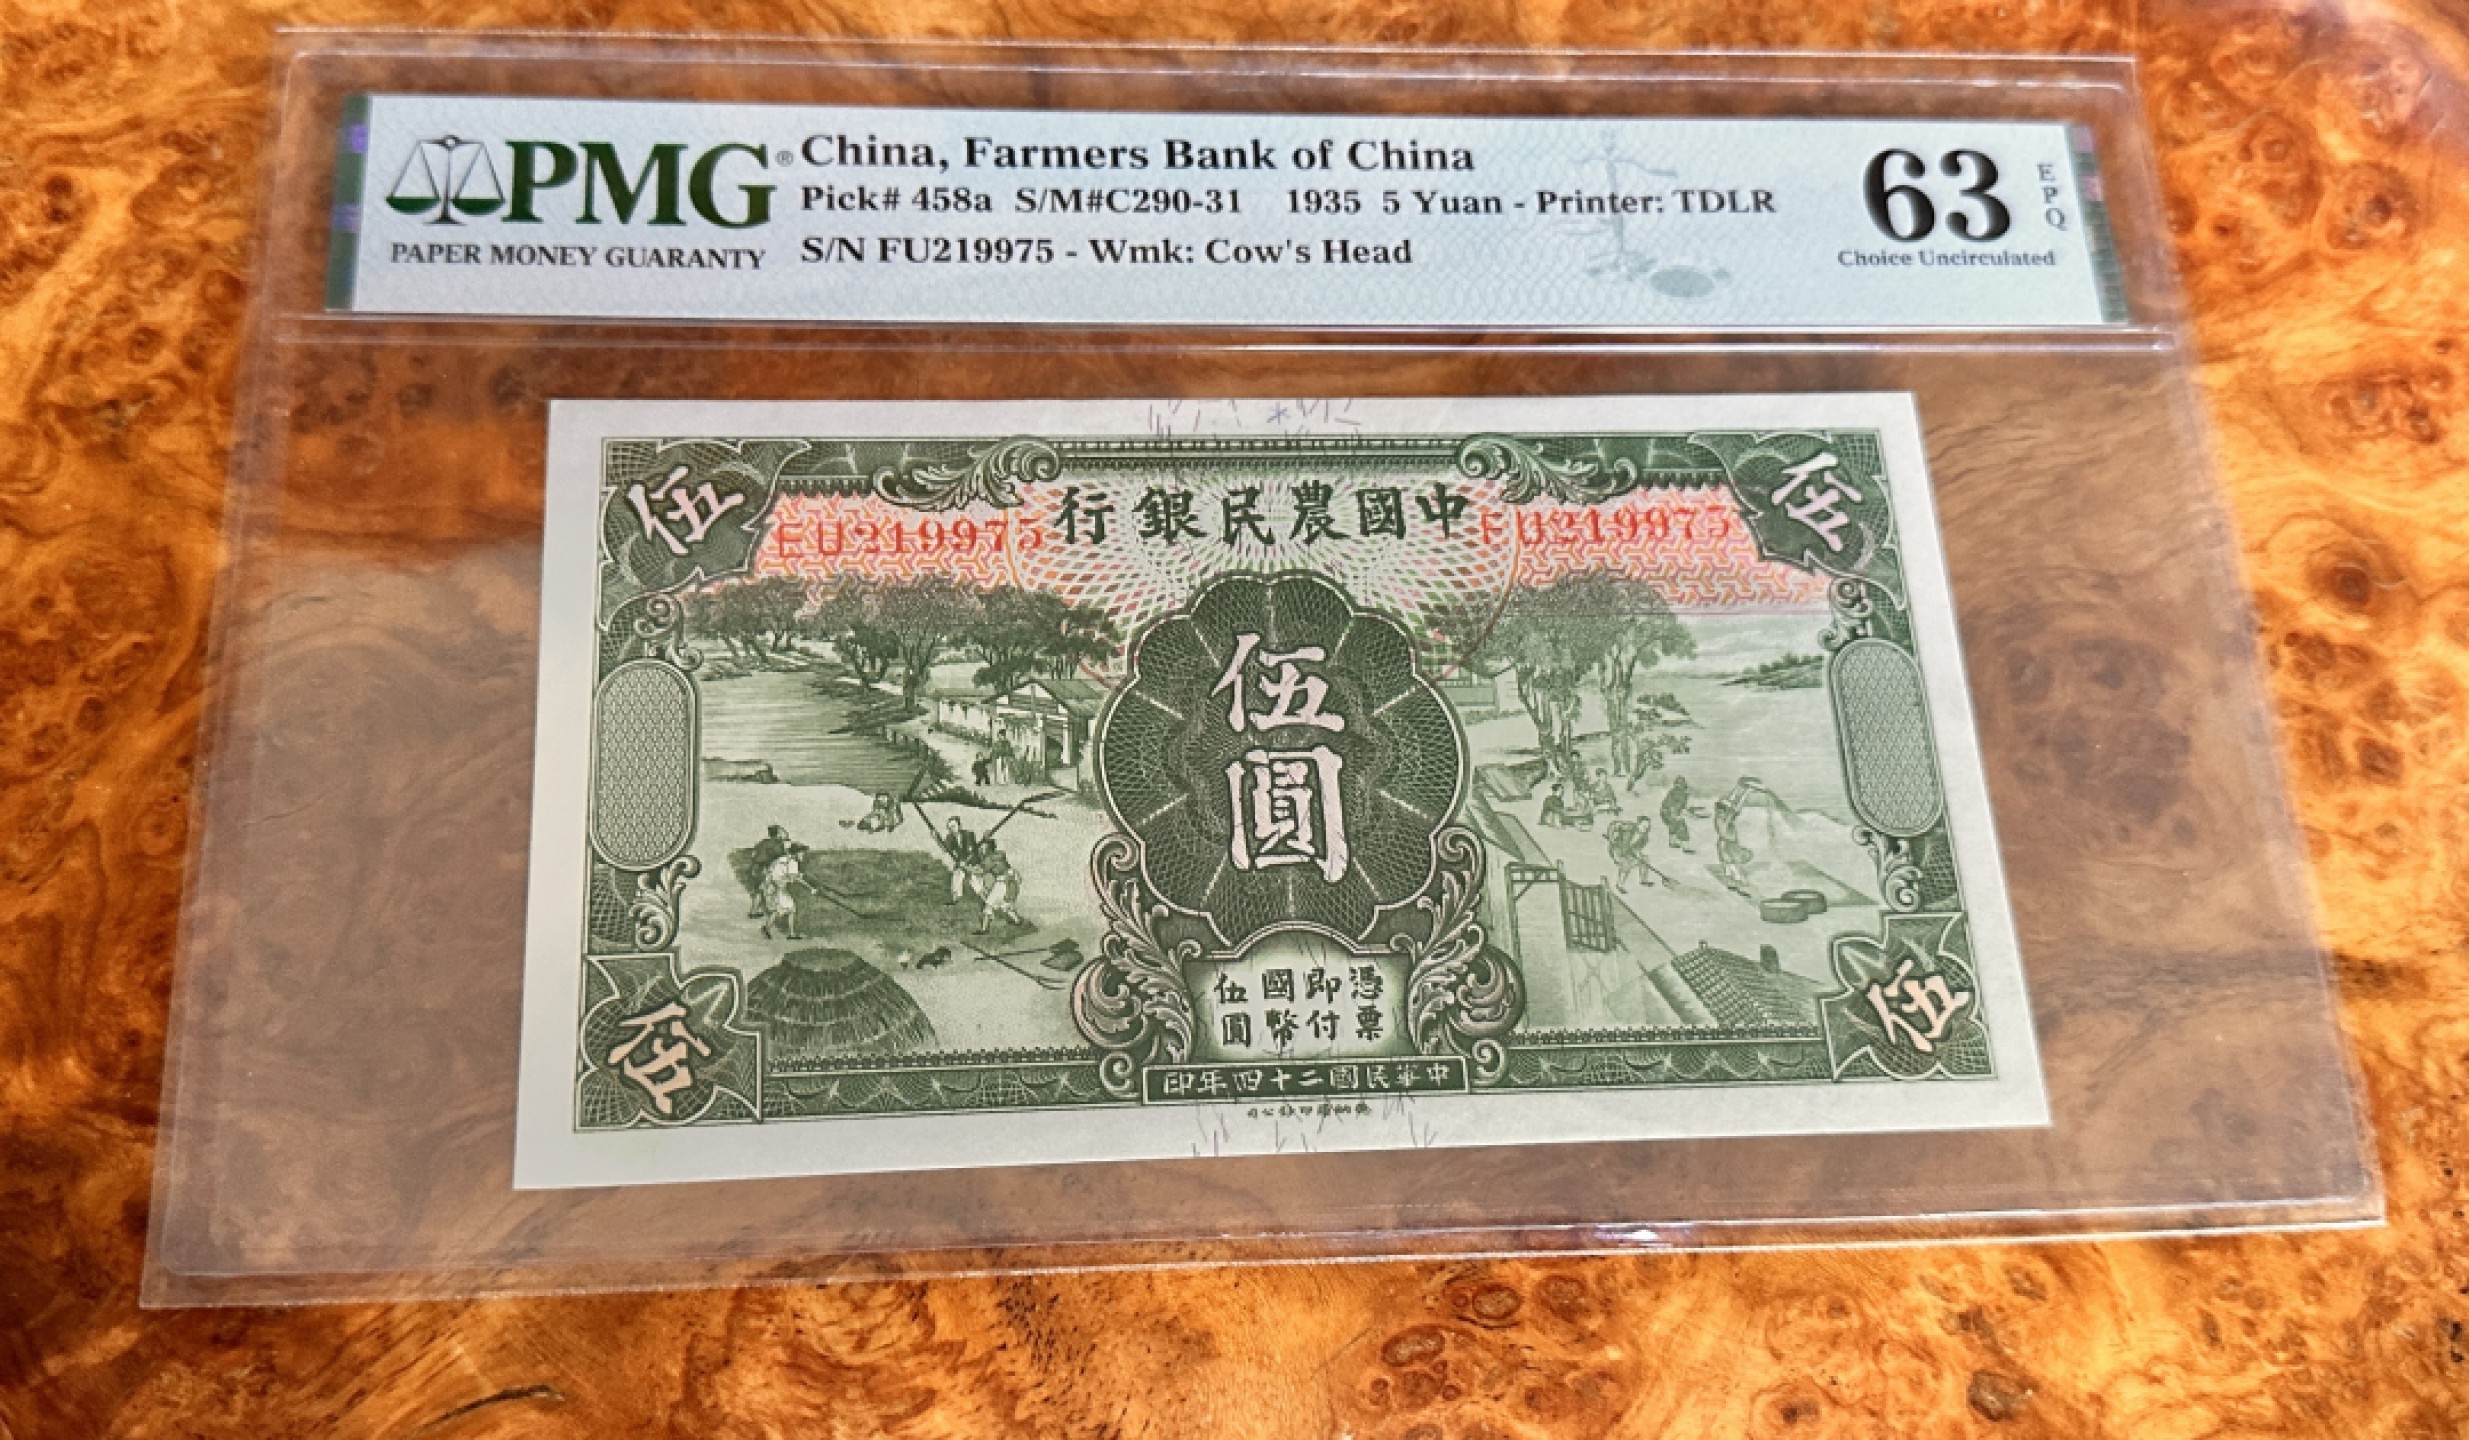 PMG®
PAPER MONEY GUARANTY
China, Farmers Bank of China
Pick# 458a S/M#C290-31 1935 5 Yuan - Printer: TDLR
S/N FU219975 - Wmk: Cow's Head
63
EPQ
Choice Uncirculated
伍
伍
FU219975
中國農民銀行
FU219975
伍圓
憑票
即付
國幣
伍圓
伍
伍
中華民國二十四年印